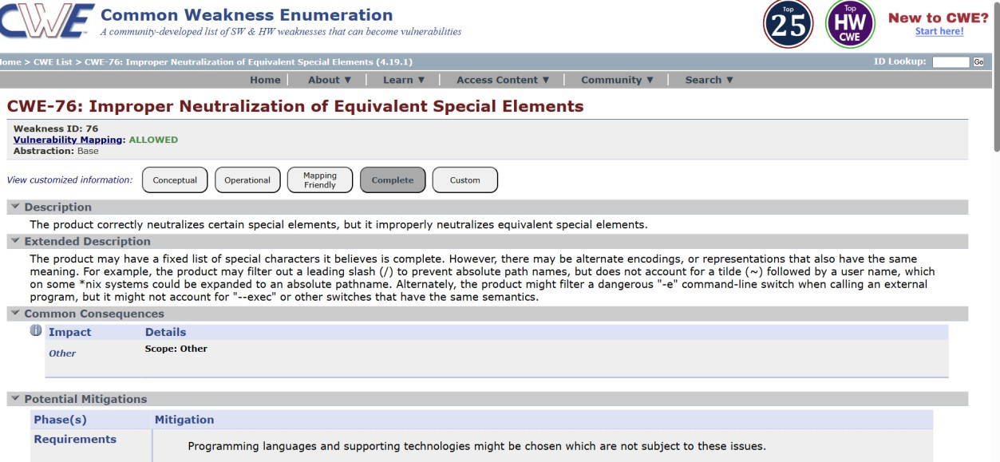 CWE Common Weakness Enumeration
A community-developed list of SW & HW weaknesses that can become vulnerabilities
Top
25
Top
HW
CWE
New to CWE?
Start here!
ome > CWE List > CWE-76: Improper Neutralization of Equivalent Special Elements (4.19.1)
ID Lookup: Go
Home About ▼ Learn ▼ Access Content ▼ Community ▼ Search ▼
CWE-76: Improper Neutralization of Equivalent Special Elements
Weakness ID: 76
Vulnerability Mapping: ALLOWED
Abstraction: Base
View customized information:
Conceptual
Operational
Mapping
Friendly
Complete
Custom
Description
The product correctly neutralizes certain special elements, but it improperly neutralizes equivalent special elements.
Extended Description
The product may have a fixed list of special characters it believes is complete. However, there may be alternate encodings, or representations that also have the same
meaning. For example, the product may filter out a leading slash (/) to prevent absolute path names, but does not account for a tilde (~) followed by a user name, which
on some *nix systems could be expanded to an absolute pathname. Alternately, the product might filter a dangerous "-e" command-line switch when calling an external
program, but it might not account for "--exec" or other switches that have the same semantics.
Common Consequences
Impact Details
Other Scope: Other
Potential Mitigations
Phase(s) Mitigation
Requirements Programming languages and supporting technologies might be chosen which are not subject to these issues.